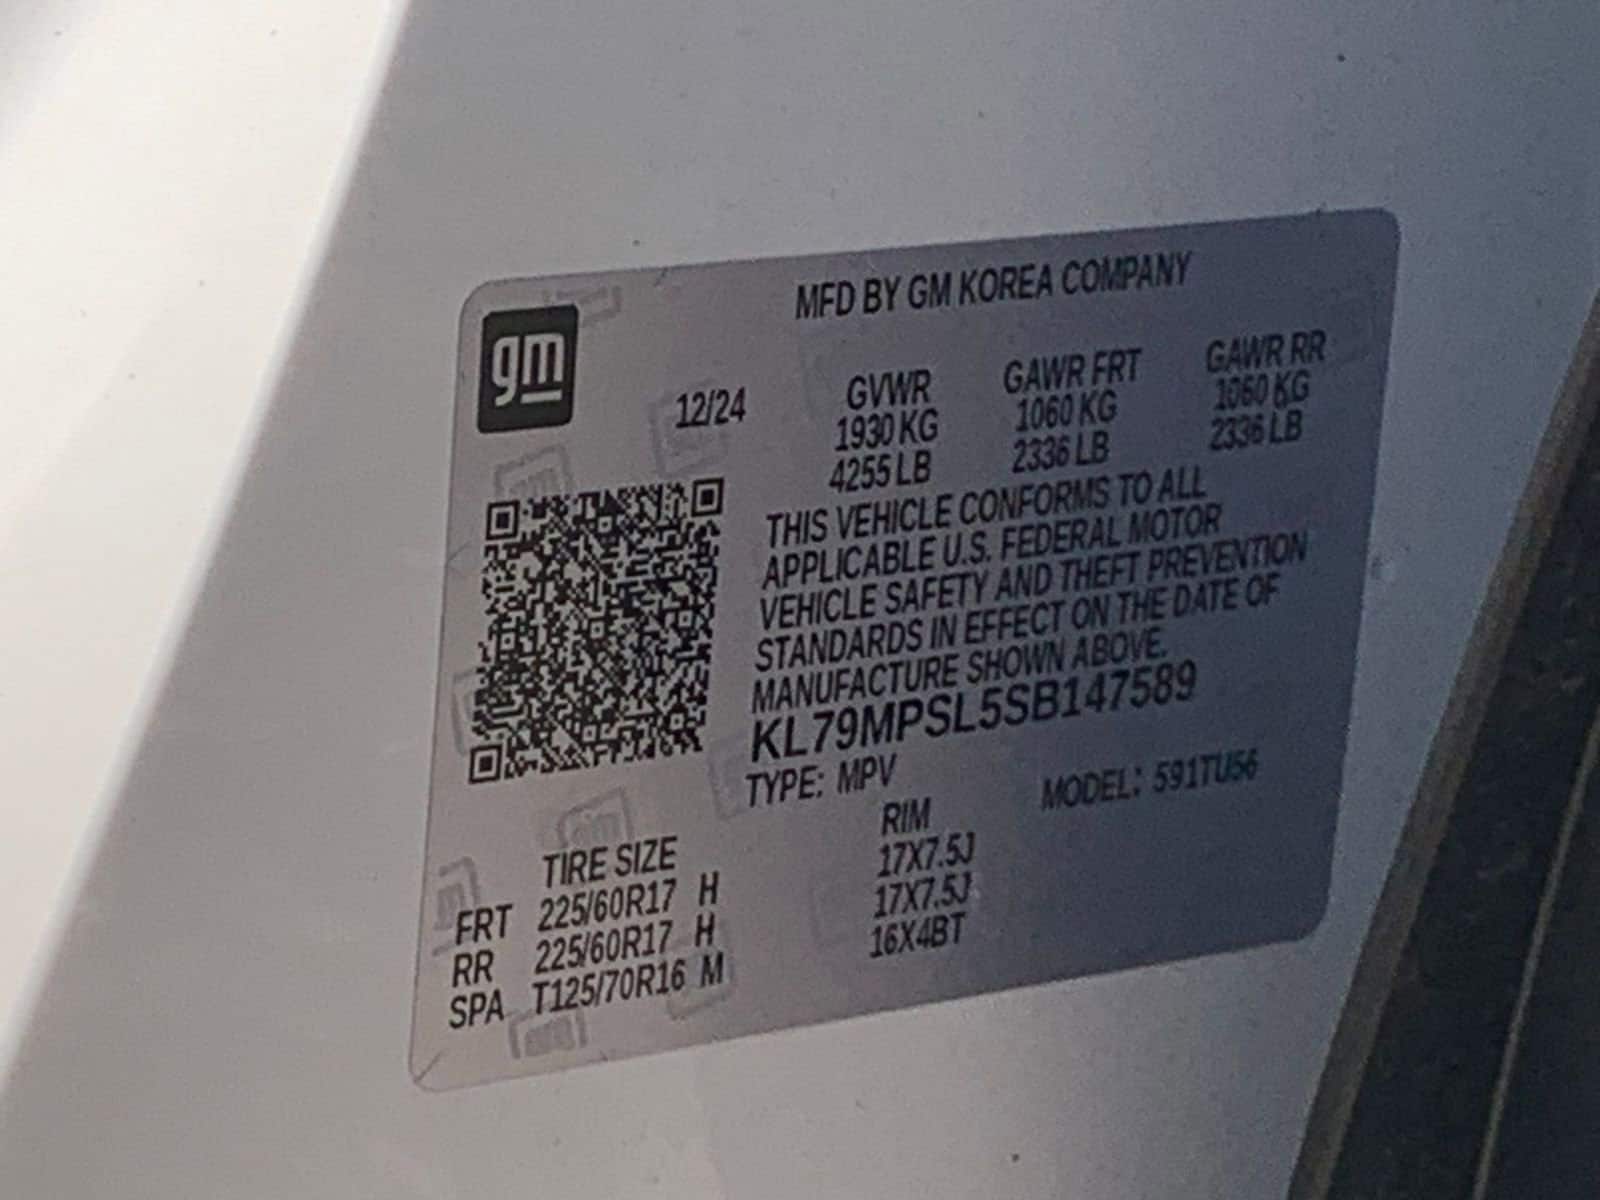 MFD BY GM KOREA COMPANY
gm
12/24
GVWR GAWR FRT GAWR RR
1930 KG 1060 KG 1060 KG
4255 LB 2336 LB 2336 LB
THIS VEHICLE CONFORMS TO ALL
APPLICABLE U.S. FEDERAL MOTOR
VEHICLE SAFETY AND THEFT PREVENTION
STANDARDS IN EFFECT ON THE DATE OF
MANUFACTURE SHOWN ABOVE.
KL79MPSL5SB147589
TYPE: MPV MODEL: 591TU56
TIRE SIZE RIM
FRT 225/60R17 H 17X7.5J
RR 225/60R17 H 17X7.5J
SPA T125/70R16 M 16X4BT